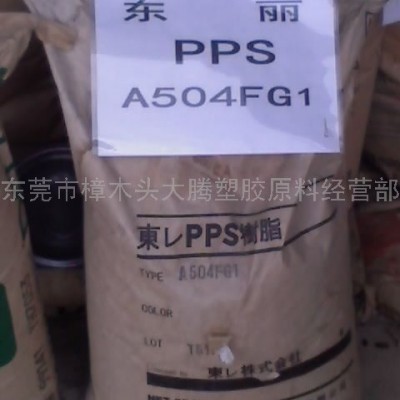 东丽
PPS
A504FG1
东莞市樟木头大腾塑胶原料经营部
東レPPS樹脂
TYPE A504FG1
COLOR
LOT
東レ株式会社